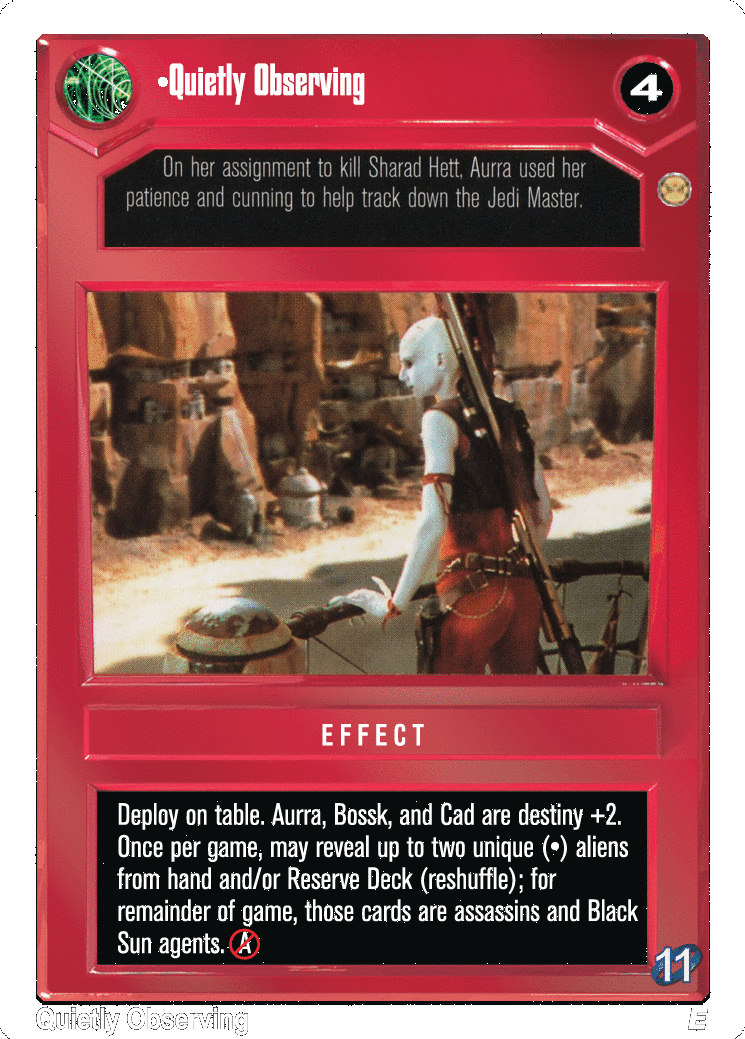 •Quietly Observing
4
On her assignment to kill Sharad Hett, Aurra used her
patience and cunning to help track down the Jedi Master.
EFFECT
Deploy on table. Aurra, Bossk, and Cad are destiny +2.
Once per game, may reveal up to two unique (•) aliens
from hand and/or Reserve Deck (reshuffle); for
remainder of game, those cards are assassins and Black
Sun agents. A
11
Quietly Observing
E